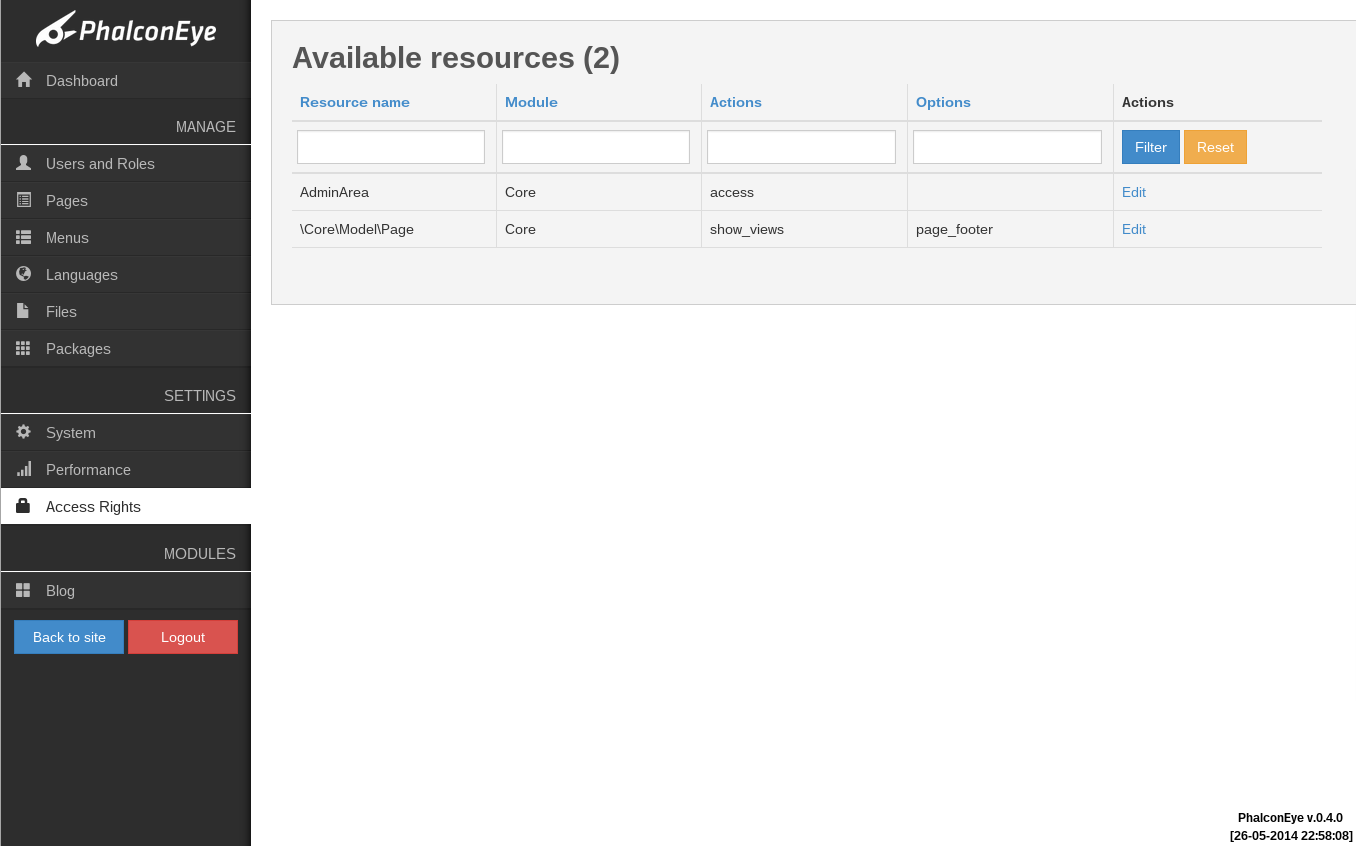 PhalconEye
Dashboard
MANAGE
Users and Roles
Pages
Menus
Languages
Files
Packages
SETTINGS
System
Performance
Access Rights
MODULES
Blog
Back to site Logout
Available resources (2)
Resource name Module Actions Options Actions
Filter Reset
AdminArea Core access Edit
\Core\Model\Page Core show_views page_footer Edit
PhalconEye v.0.4.0
[26-05-2014 22:58:08]